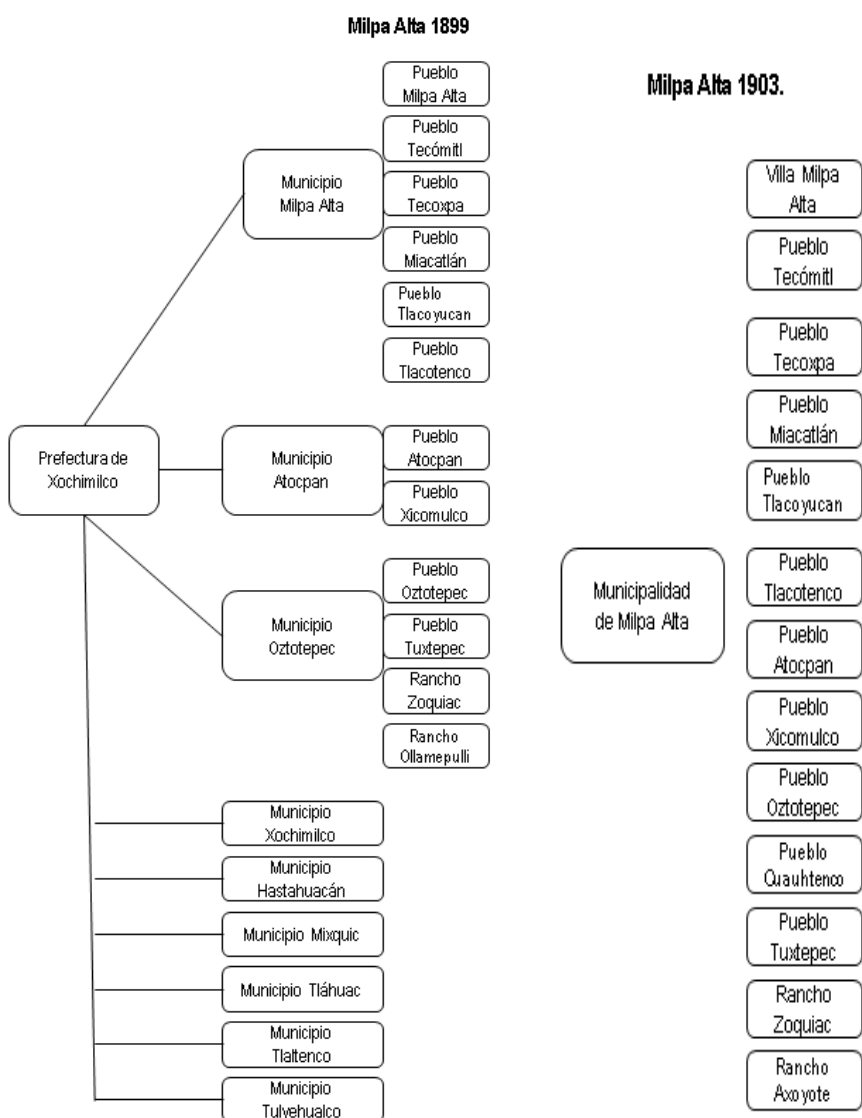 Milpa Alta 1899
Pueblo
Milpa Alta
Pueblo
Tecómitl
Municipio
Milpa Alta
Pueblo
Tecoxpa
Pueblo
Miacatlán
Pueblo
Tlacoyucan
Pueblo
Tlacotenco
Prefectura de
Xochimilco
Municipio
Atocpan
Pueblo
Atocpan
Pueblo
Xicomulco
Municipio
Oztotepec
Pueblo
Oztotepec
Pueblo
Tuxtepec
Rancho
Zoquiac
Rancho
Ollamepulli
Municipio
Xochimilco
Municipio
Hastahuacán
Municipio Mixquic
Municipio Tláhuac
Municipio
Tlaltenco
Municipio
Tulyehualco
Milpa Alta 1903.
Municipalidad
de Milpa Alta
Villa Milpa
Alta
Pueblo
Tecómitl
Pueblo
Tecoxpa
Pueblo
Miacatlán
Pueblo
Tlacoyucan
Pueblo
Tlacotenco
Pueblo
Atocpan
Pueblo
Xicomulco
Pueblo
Oztotepec
Pueblo
Cuauhtenco
Pueblo
Tuxtepec
Rancho
Zoquiac
Rancho
Axoyote